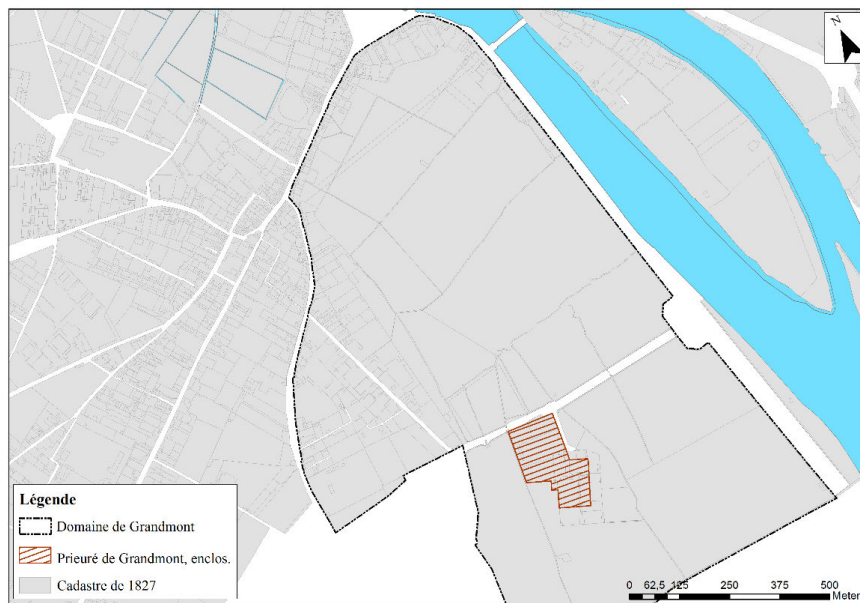 N
Légende
Domaine de Grandmont
Prieuré de Grandmont, enclos.
Cadastre de 1827
0 62,5 125 250 375 500
Meter